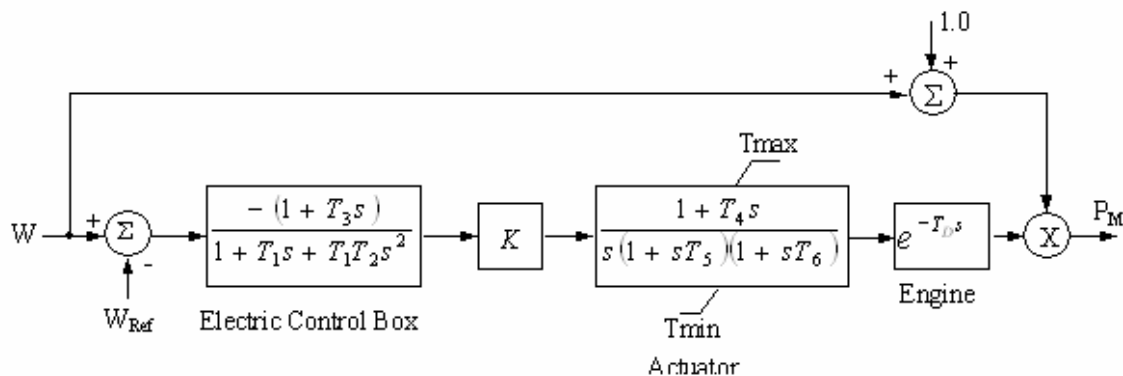 1.0
+
+
Σ
Tmax
W
+
Σ
-
W_Ref
- (1 + T_3 s)
1 + T_1 s + T_1 T_2 s^2
Electric Control Box
K
1 + T_4 s
s(1 + sT_5)(1 + sT_6)
Tmin
Actuator
e^{-T_D s}
Engine
X
P_M